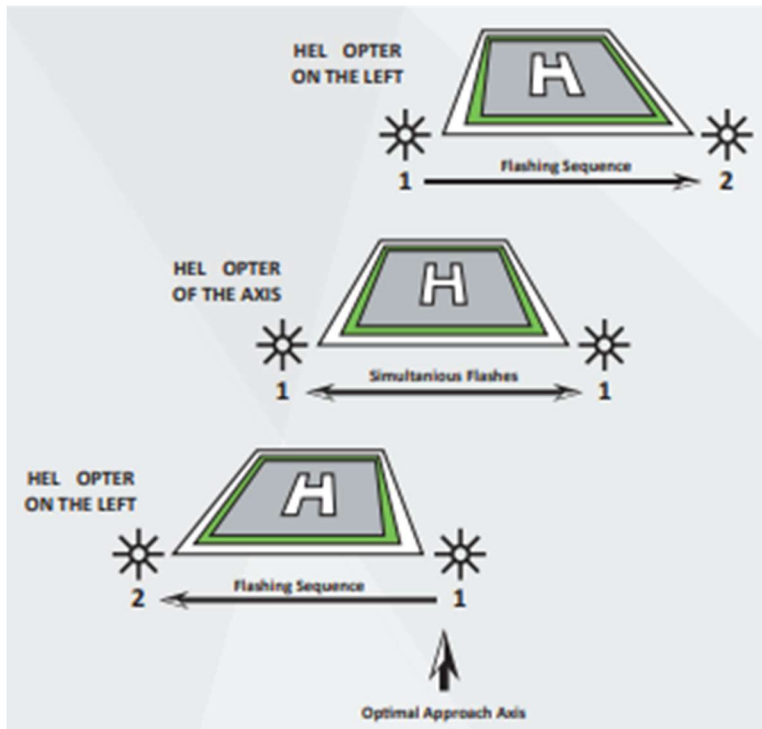 HEL OPTER
ON THE LEFT
H
Flashing Sequence
1 2
HEL OPTER
OF THE AXIS
H
Simultanious Flashes
1 1
HEL OPTER
ON THE LEFT
H
Flashing Sequence
2 1
Optimal Approach Axis